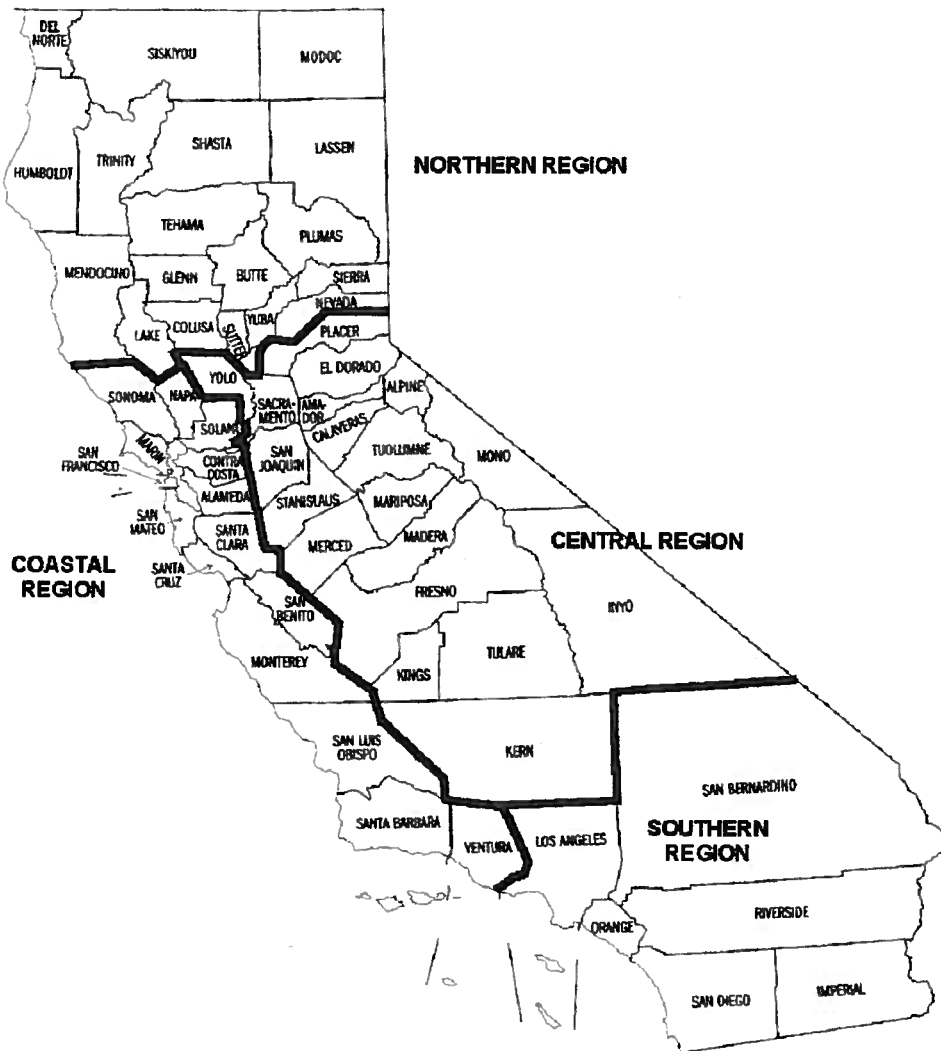 DEL
NORTE
SISKIYOU
MODOC
HUMBOLDT
TRINITY
SHASTA
LASSEN
NORTHERN REGION
TEHAMA
PLUMAS
MENDOCINO
GLENN
BUTTE
SIERRA
NEVADA
LAKE
COLUSA
SUTTER
YUBA
PLACER
YOLO
EL DORADO
SONOMA
NAPA
SACRA-
MENTO
AMA-
DOR
ALPINE
SOLANO
CALAVERAS
MARIN
SAN
FRANCISCO
CONTRA
COSTA
SAN
JOAQUIN
TUOLUMNE
MONO
ALAMEDA
STANISLAUS
MARIPOSA
SAN
MATEO
SANTA
CLARA
MERCED
MADERA
CENTRAL REGION
COASTAL
REGION
SANTA
CRUZ
FRESNO
SAN
BENITO
INYO
MONTEREY
KINGS
TULARE
SAN LUIS
OBISPO
KERN
SAN BERNARDINO
SANTA BARBARA
VENTURA
LOS ANGELES
SOUTHERN
REGION
ORANGE
RIVERSIDE
SAN DIEGO
IMPERIAL